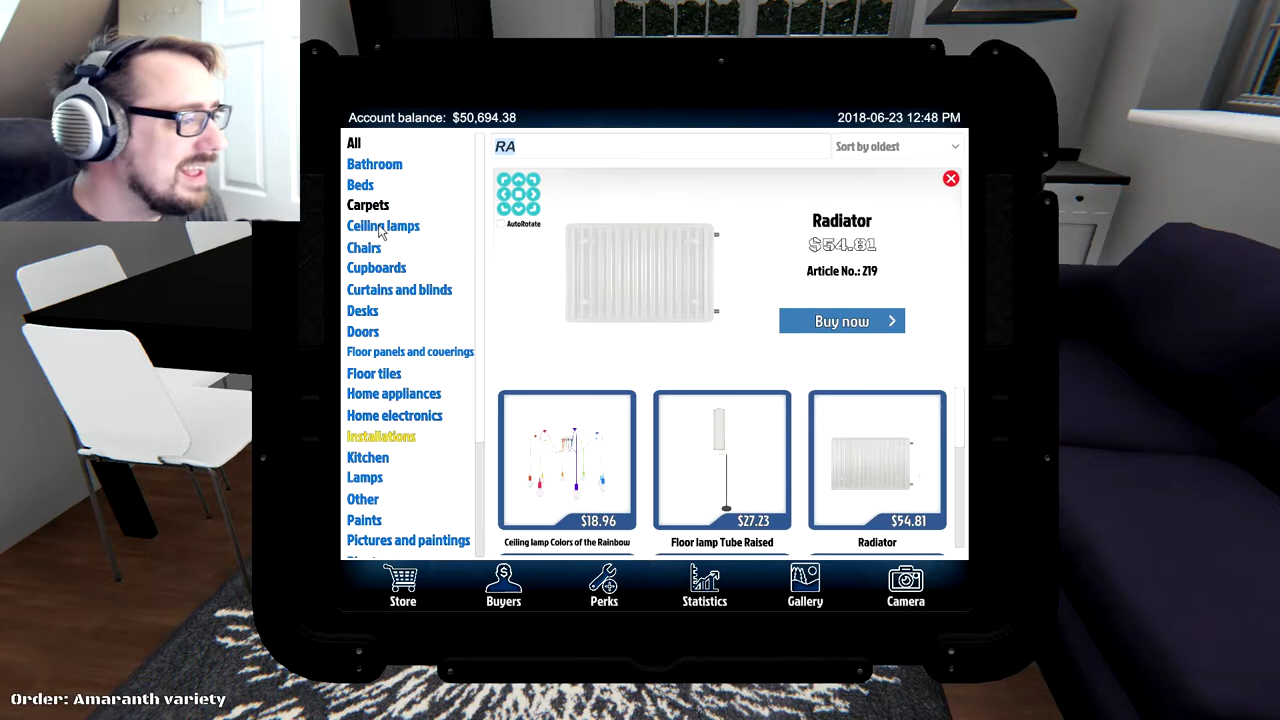 Account balance: $50,694.38
2018-06-23 12:48 PM
All
Bathroom
Beds
Carpets
Ceiling lamps
Chairs
Cupboards
Curtains and blinds
Desks
Doors
Floor panels and coverings
Floor tiles
Home appliances
Home electronics
Installations
Kitchen
Lamps
Other
Paints
Pictures and paintings
RA
Sort by oldest
AutoRotate
Radiator
$54.81
Article No.: Z19
Buy now
$18.96
$27.23
$54.81
Ceiling lamp Colors of the Rainbow
Floor lamp Tube Raised
Radiator
Store
Buyers
Perks
Statistics
Gallery
Camera
Order: Amaranth variety